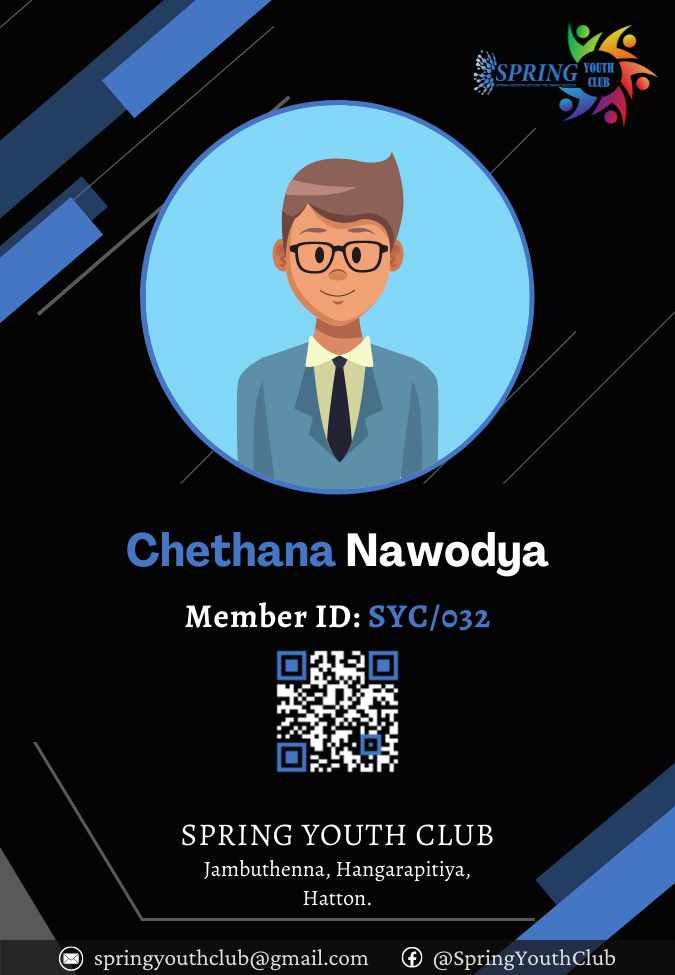 SPRING
YOUTH
CLUB
Chethana Nawodya
Member ID: SYC/032
SPRING YOUTH CLUB
Jambuthenna, Hangarapitiya,
Hatton.
springyouthclub@gmail.com @SpringYouthClub